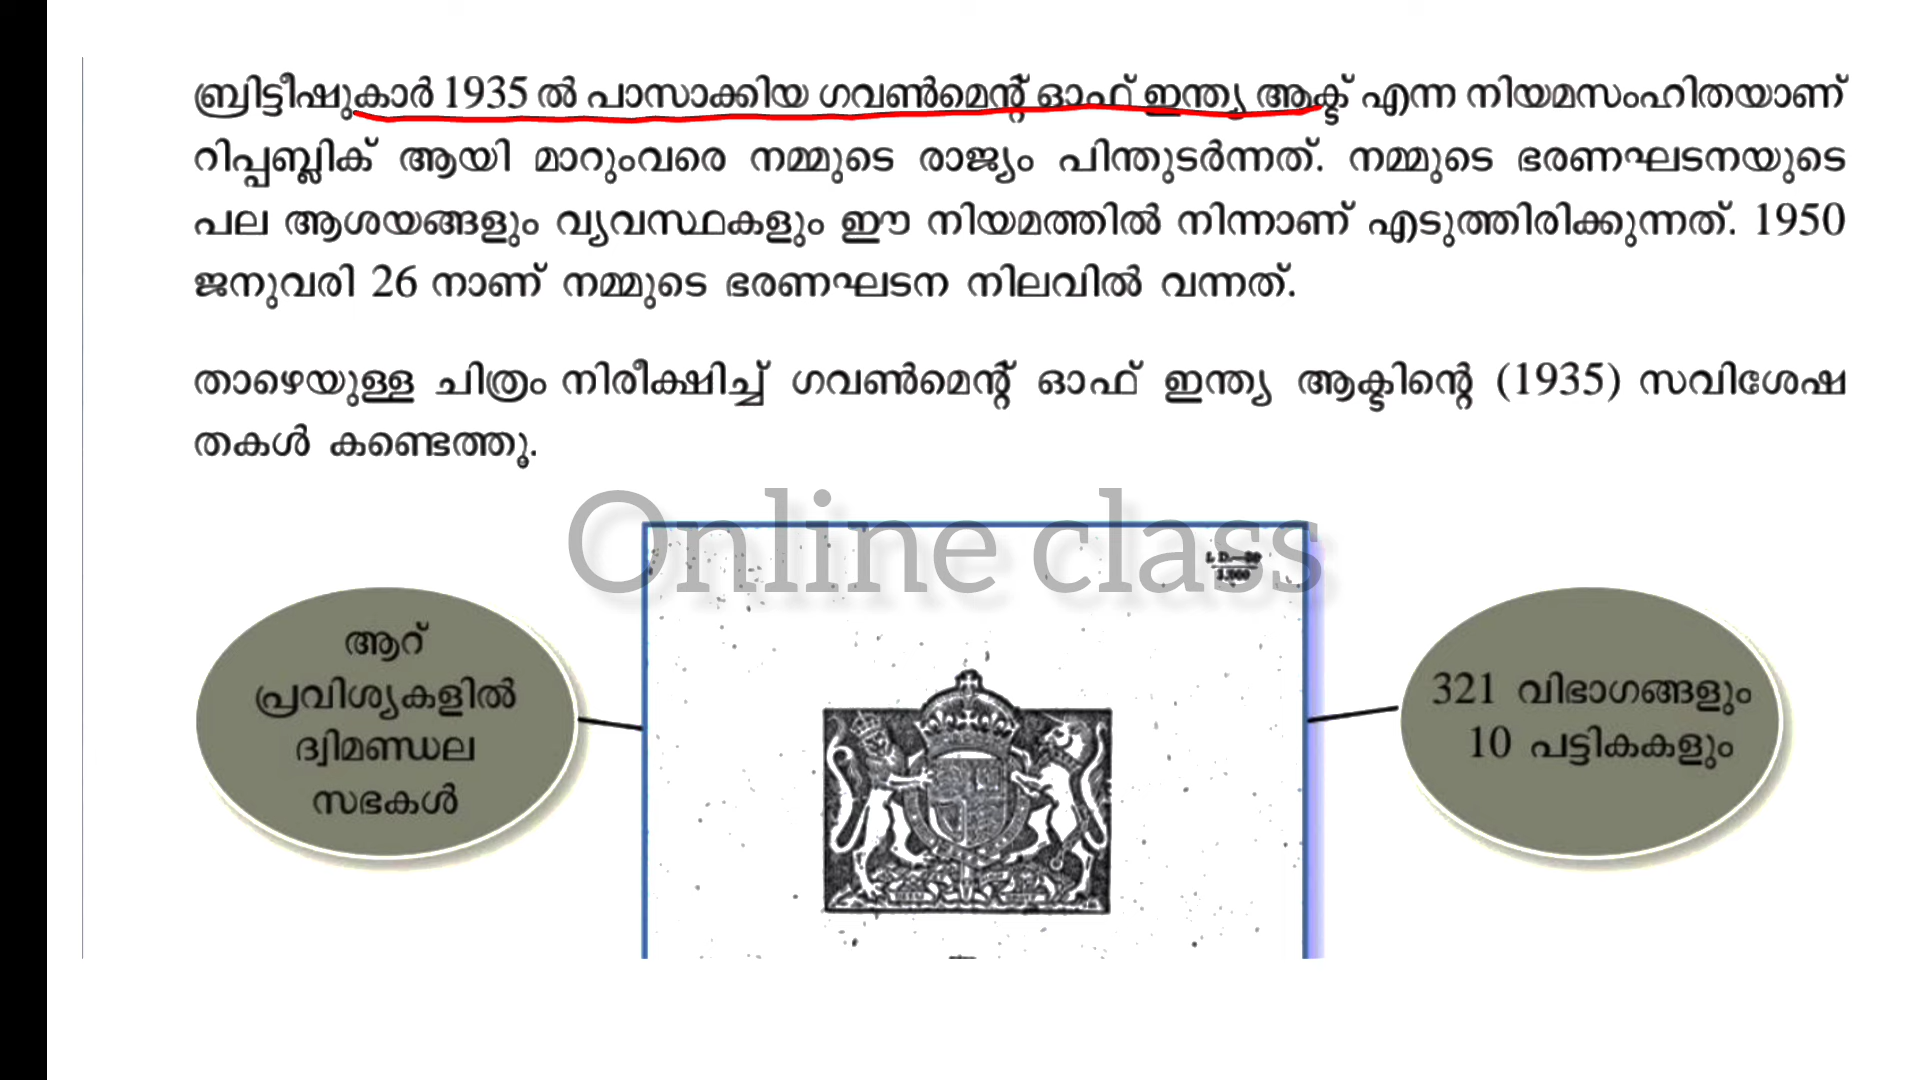 ബ്രിട്ടീഷുകാർ 1935 ൽ പാസാക്കിയ ഗവൺമെന്റ് ഓഫ് ഇന്ത്യ ആക്ട് എന്ന നിയമസംഹിതയാണ്
റിപ്പബ്ലിക് ആയി മാറുംവരെ നമ്മുടെ രാജ്യം പിന്തുടർന്നത്. നമ്മുടെ ഭരണഘടനയുടെ
പല ആശയങ്ങളും വ്യവസ്ഥകളും ഈ നിയമത്തിൽ നിന്നാണ് എടുത്തിരിക്കുന്നത്. 1950
ജനുവരി 26 നാണ് നമ്മുടെ ഭരണഘടന നിലവിൽ വന്നത്.
താഴെയുള്ള ചിത്രം നിരീക്ഷിച്ച് ഗവൺമെന്റ് ഓഫ് ഇന്ത്യ ആക്ടിന്റെ (1935) സവിശേഷ
തകൾ കണ്ടെത്തൂ.
Online class
ആറ്
പ്രവിശ്യകളിൽ
ദ്വിമണ്ഡല
സഭകൾ
321 വിഭാഗങ്ങളും
10 പട്ടികകളും